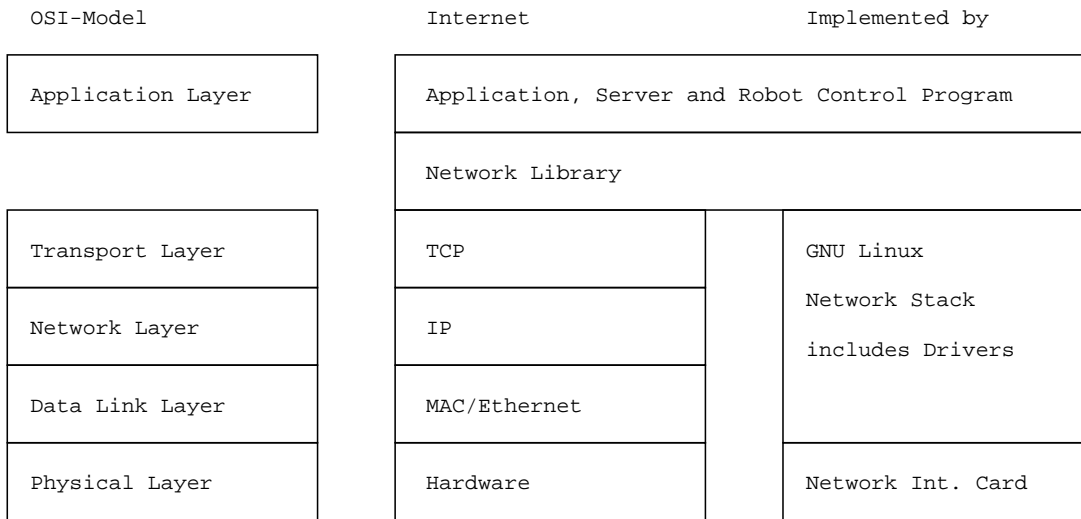 OSI-Model Internet Implemented by
Application Layer Application, Server and Robot Control Program
Network Library
Transport Layer TCP GNU Linux
Network Stack
Network Layer IP
includes Drivers
Data Link Layer MAC/Ethernet
Physical Layer Hardware Network Int. Card